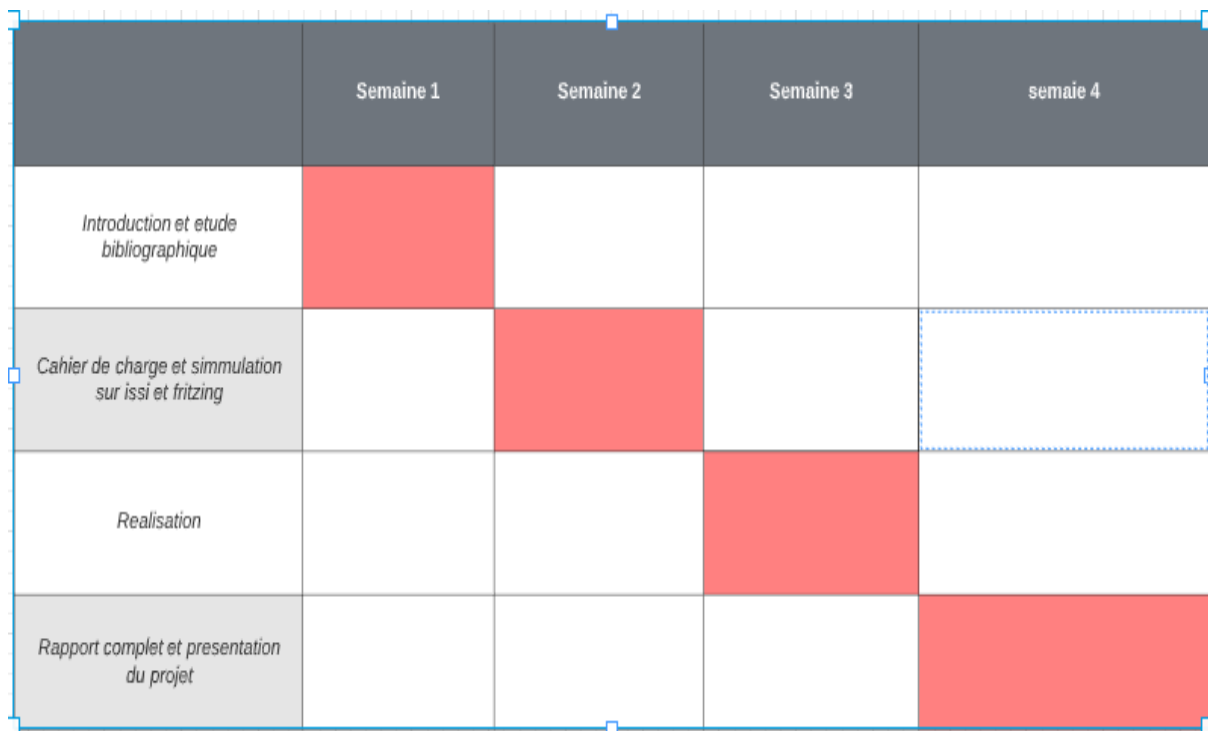 Semaine 1
Semaine 2
Semaine 3
semaie 4
Introduction et etude
bibliographique
Cahier de charge et simmulation
sur issi et fritzing
Realisation
Rapport complet et presentation
du projet